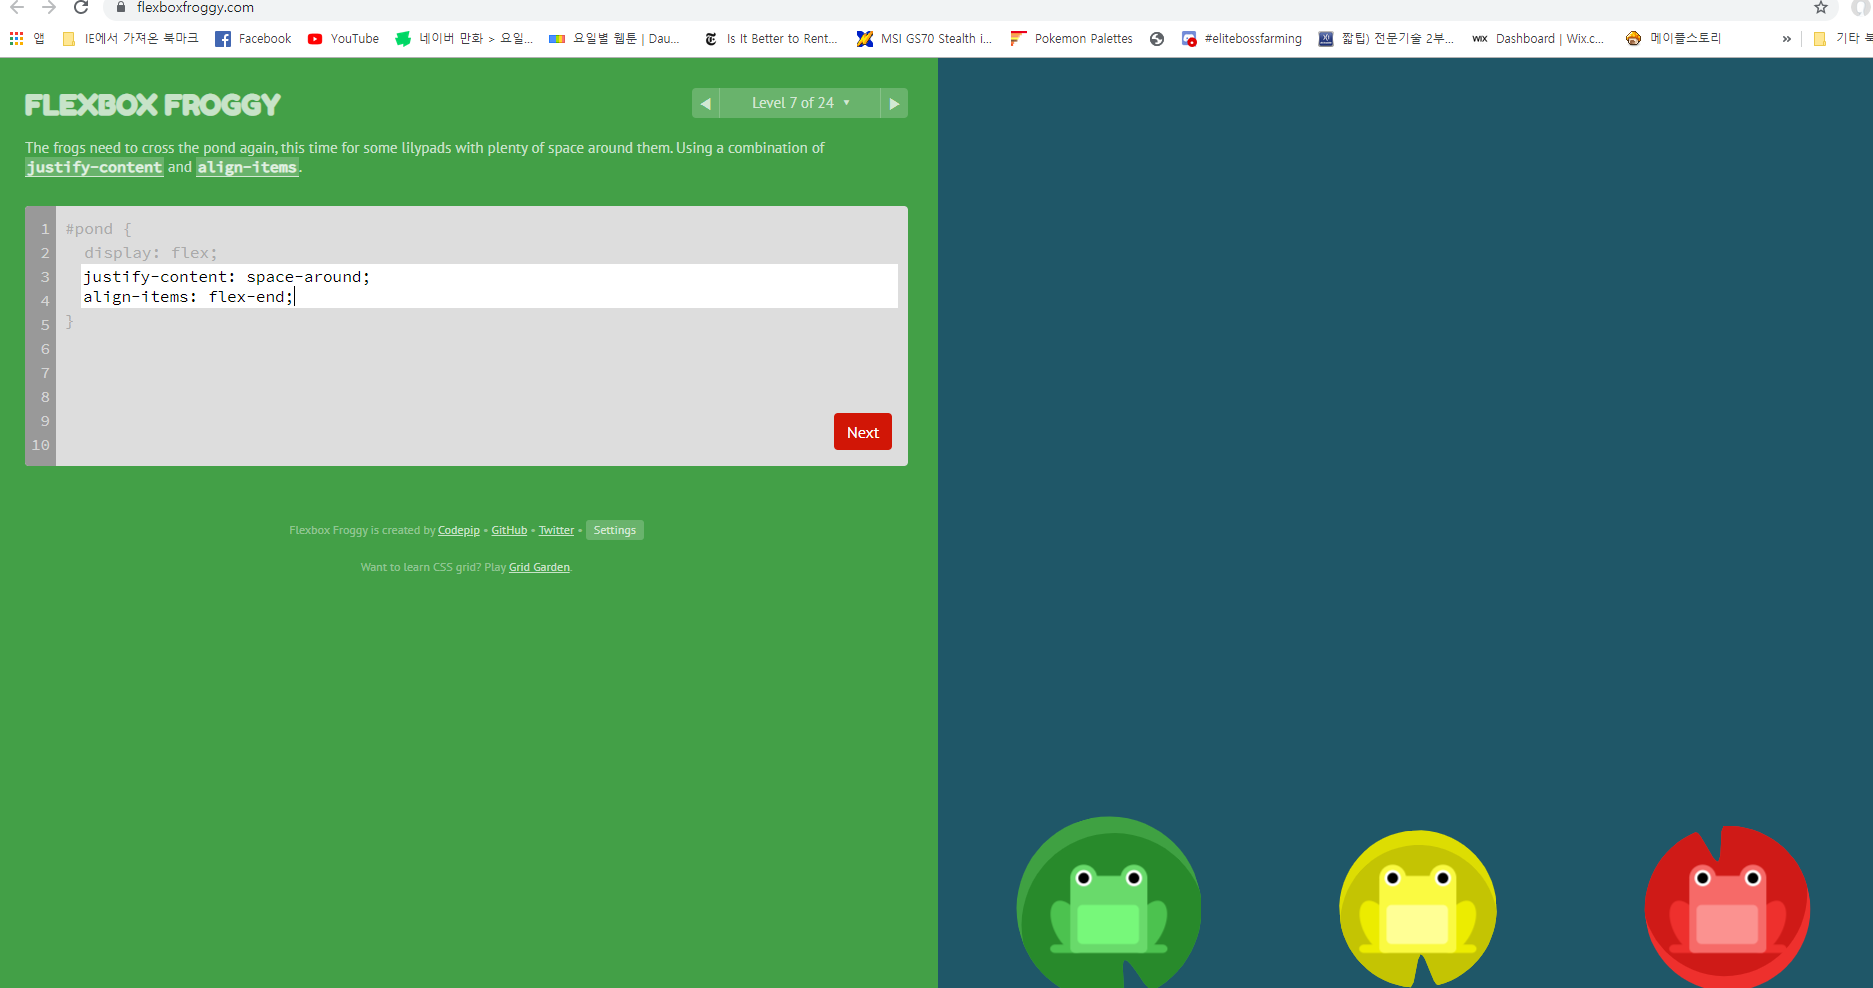 flexboxfroggy.com
앱 IE에서 가져온 북마크 Facebook YouTube 네이버 만화 > 요일... 요일별 웹툰 | Dau... Is It Better to Rent... MSI GS70 Stealth i... Pokemon Palettes #elitebossfarming 짧팁) 전문기술 2부... WIX Dashboard | Wix.c... 메이플스토리 » 기타 북
FLEXBOX FROGGY
◀ Level 7 of 24 ▼ ▶
The frogs need to cross the pond again, this time for some lilypads with plenty of space around them. Using a combination of
justify-content and align-items.
1 #pond {
2 display: flex;
3 justify-content: space-around;
4 align-items: flex-end;
5 }
6
7
8
9
10
Next
Flexbox Froggy is created by Codepip • GitHub • Twitter • Settings
Want to learn CSS grid? Play Grid Garden.